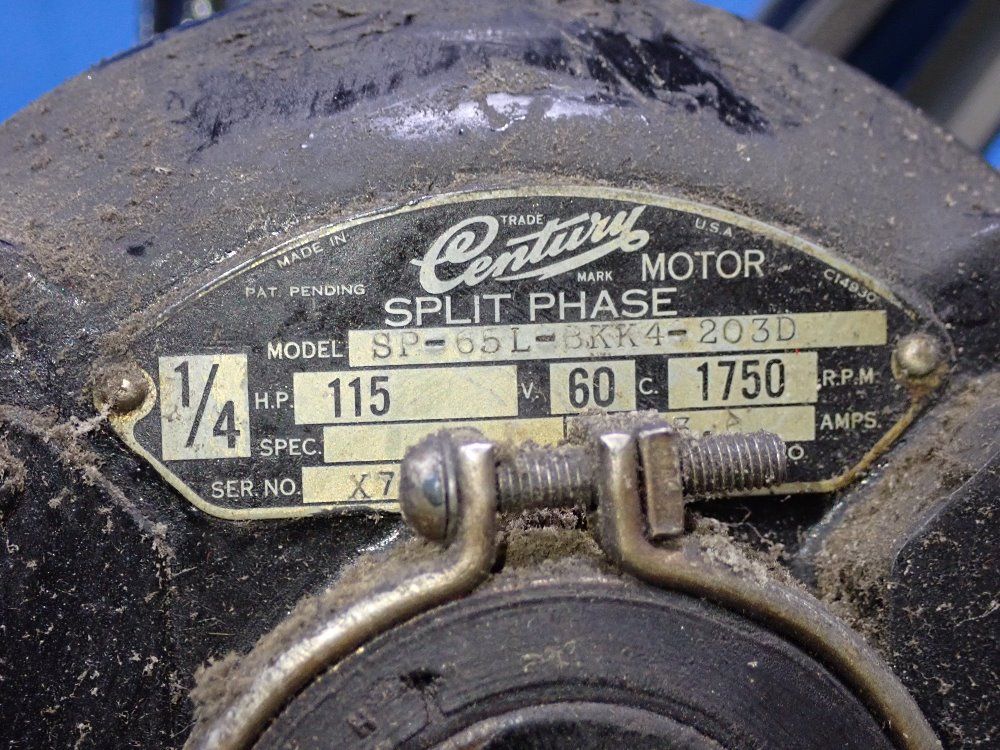 MADE IN TRADE U.S.A.
Century
PAT. PENDING MARK MOTOR C14930
SPLIT PHASE
MODEL SP-65L-BKK4-203D
1/4 H.P. 115 V. 60 C. 1750 R.P.M.
SPEC. AMPS.
SER. NO. X7